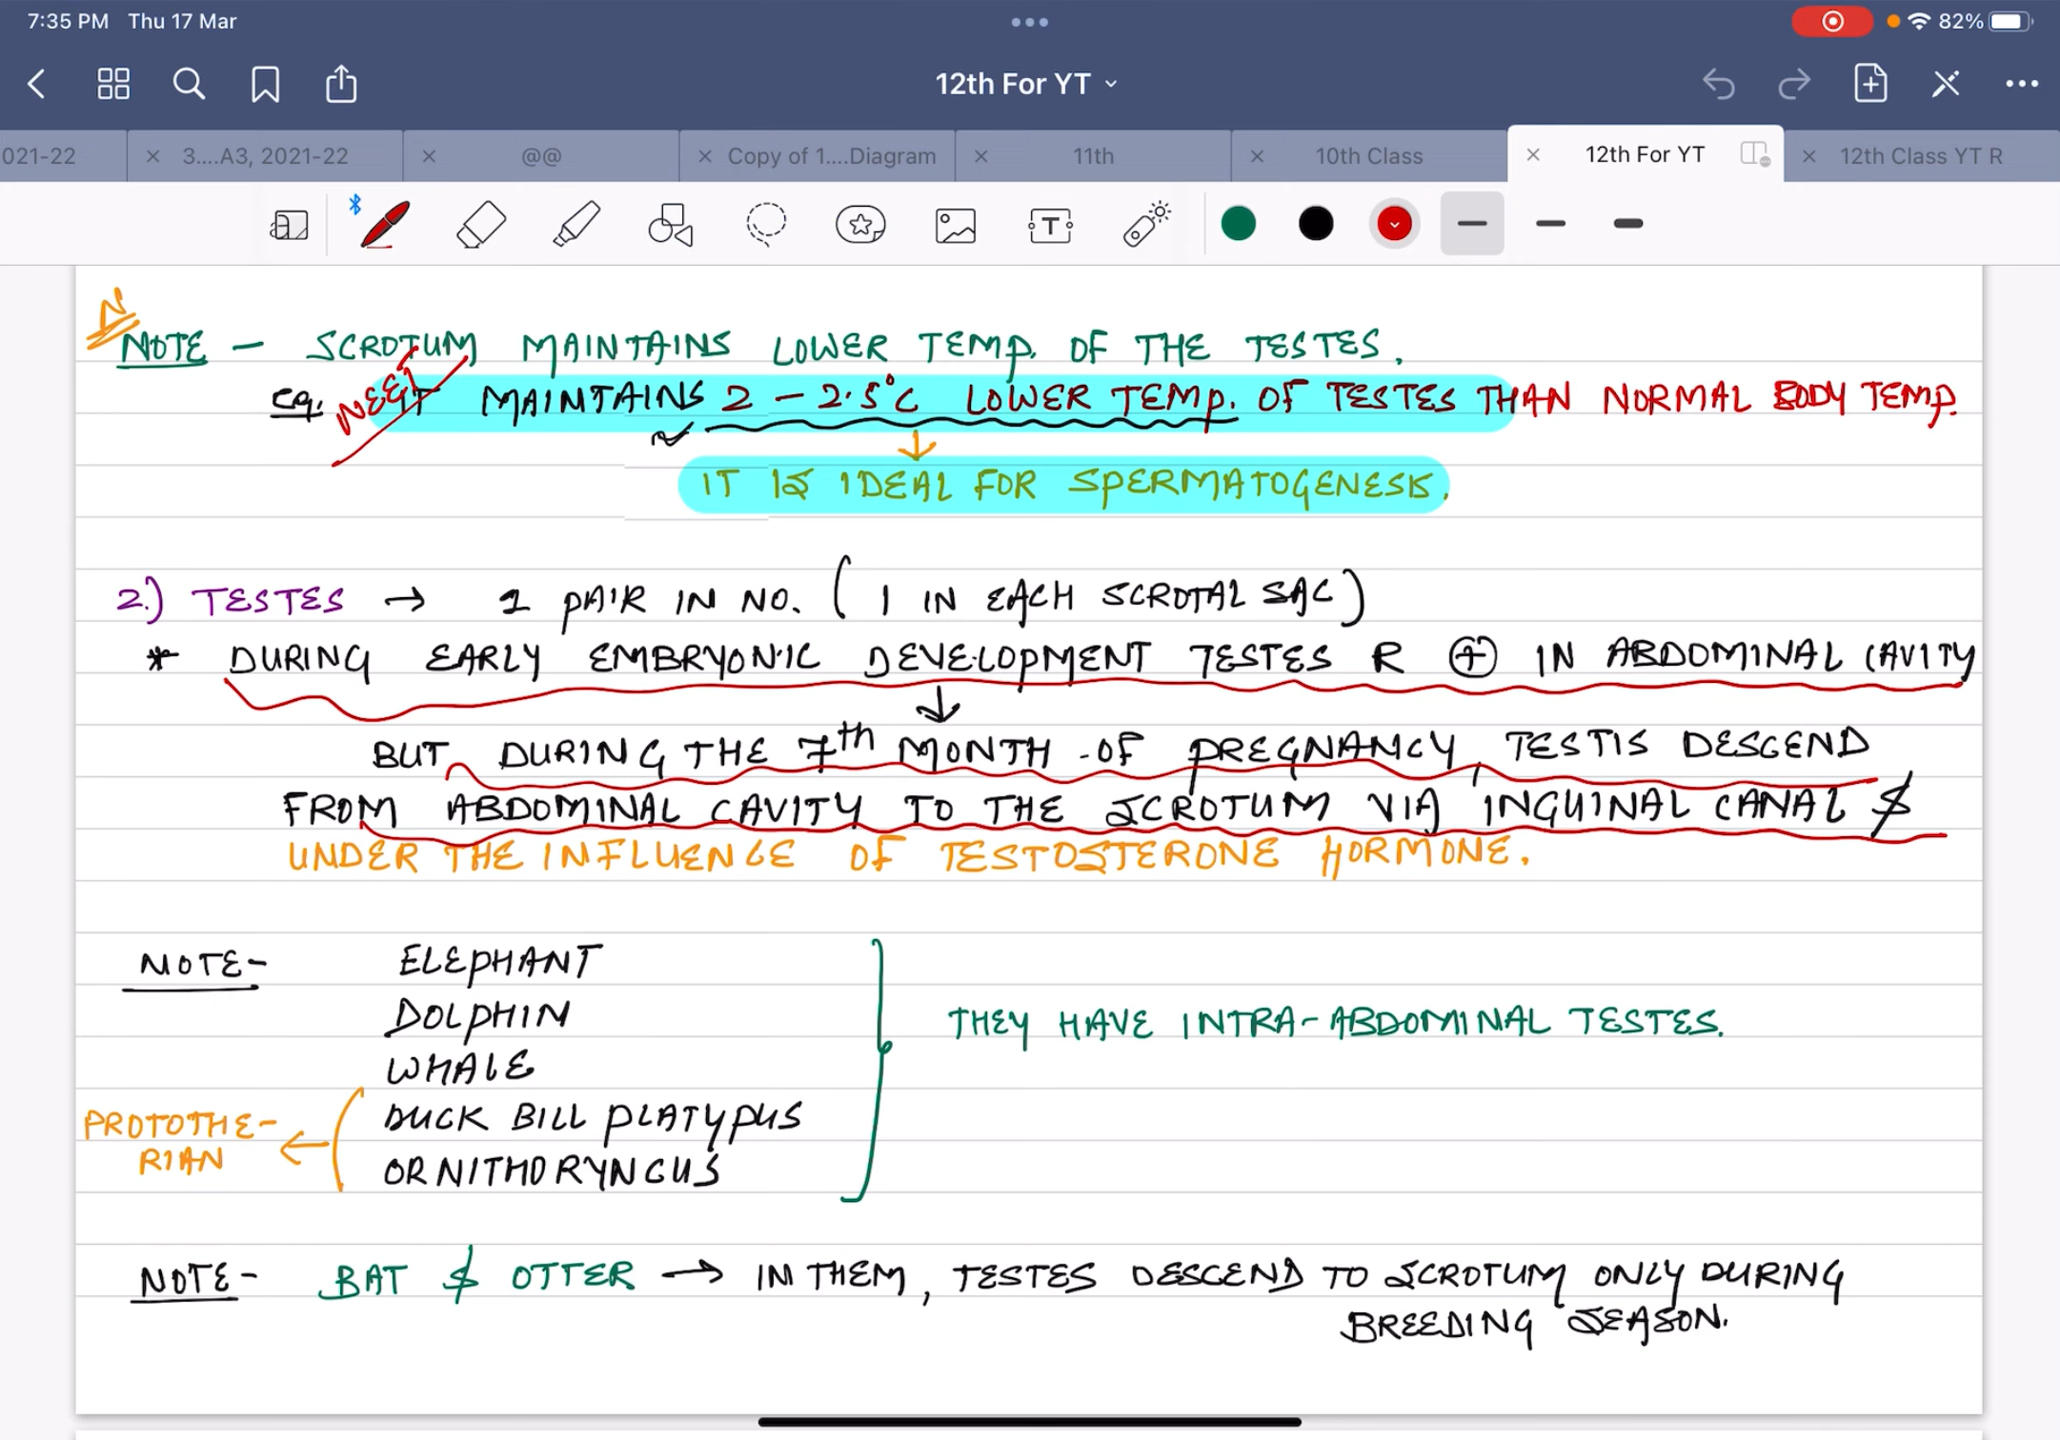 7:35 PM Thu 17 Mar
82%
12th For YT
021-22
3....A3, 2021-22
@@
Copy of 1....Diagram
11th
10th Class
12th For YT
12th Class YT R
N
NOTE - SCROTUM MAINTAINS LOWER TEMP. OF THE TESTES.
NEET
IT MAINTAINS 2 - 2.5°C LOWER TEMP. OF TESTES THAN NORMAL BODY TEMP.
IT IS IDEAL FOR SPERMATOGENESIS.
2.) TESTES → 1 PAIR IN NO. ( 1 IN EACH SCROTAL SAC )
* DURING EARLY EMBRYONIC DEVELOPMENT TESTES R ⊕ IN ABDOMINAL CAVITY
↓
BUT DURING THE 7th MONTH OF PREGNANCY, TESTIS DESCEND
FROM ABDOMINAL CAVITY TO THE SCROTUM VIA INGUINAL CANAL &
UNDER THE INFLUENCE OF TESTOSTERONE HORMONE.
NOTE- ELEPHANT
DOLPHIN
THEY HAVE INTRA-ABDOMINAL TESTES.
WHALE
DUCK BILL PLATYPUS
PROTOTHE-
RIAN
ORNITHORYNCUS
NOTE- BAT & OTTER → IN THEM, TESTES DESCEND TO SCROTUM ONLY DURING
BREEDING SEASON.